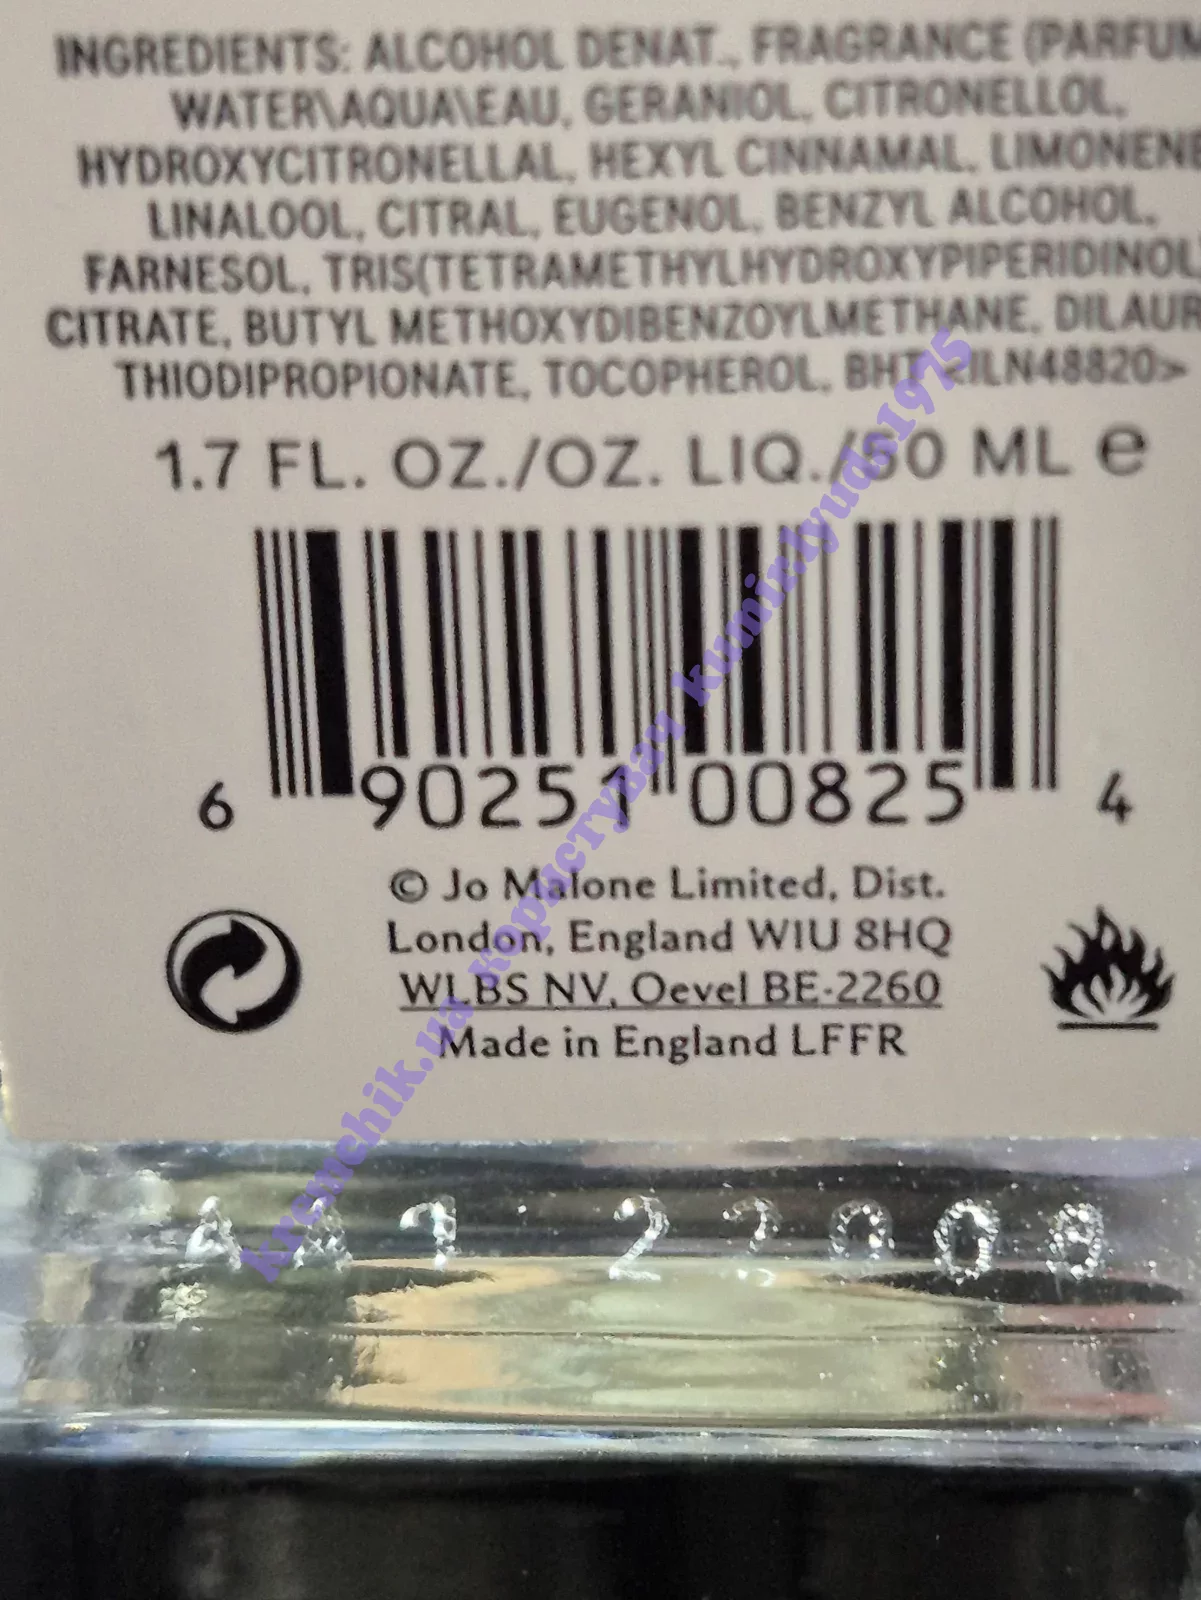 INGREDIENTS: ALCOHOL DENAT., FRAGRANCE (PARFUM
WATER\AQUA\EAU, GERANIOL, CITRONELLOL,
HYDROXYCITRONELLAL, HEXYL CINNAMAL, LIMONENE
LINALOOL, CITRAL, EUGENOL, BENZYL ALCOHOL,
FARNESOL, TRIS(TETRAMETHYLHYDROXYPIPERIDINOL
CITRATE, BUTYL METHOXYDIBENZOYLMETHANE, DILAUR
THIODIPROPIONATE, TOCOPHEROL, BHT <ILN48820>
1.7 FL. OZ./OZ. LIQ./50 ML e
6 90251 00825 4
© Jo Malone Limited, Dist.
London, England W1U 8HQ
WLBS NV, Oevel BE-2260
Made in England LFFR
kremchik.ua Користувач kumir.lyuda1975